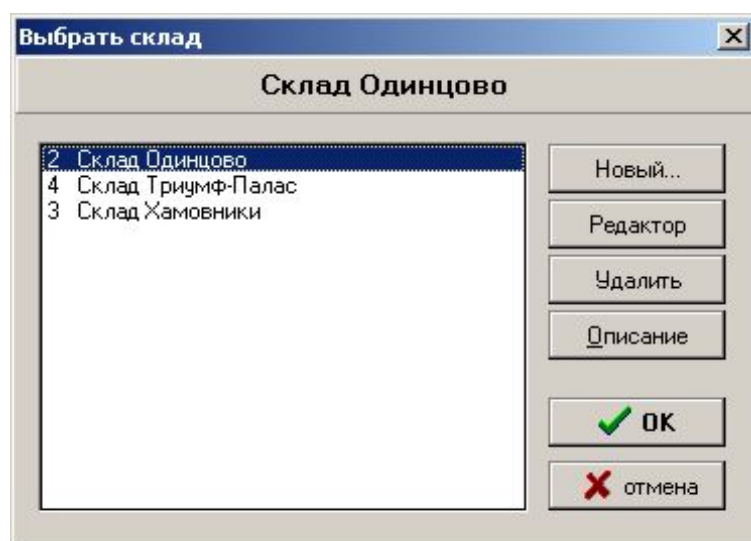 Выбрать склад
Склад Одинцово
2 Склад Одинцово
4 Склад Триумф-Палас
3 Склад Хамовники
Новый...
Редактор
Удалить
Описание
OK
отмена